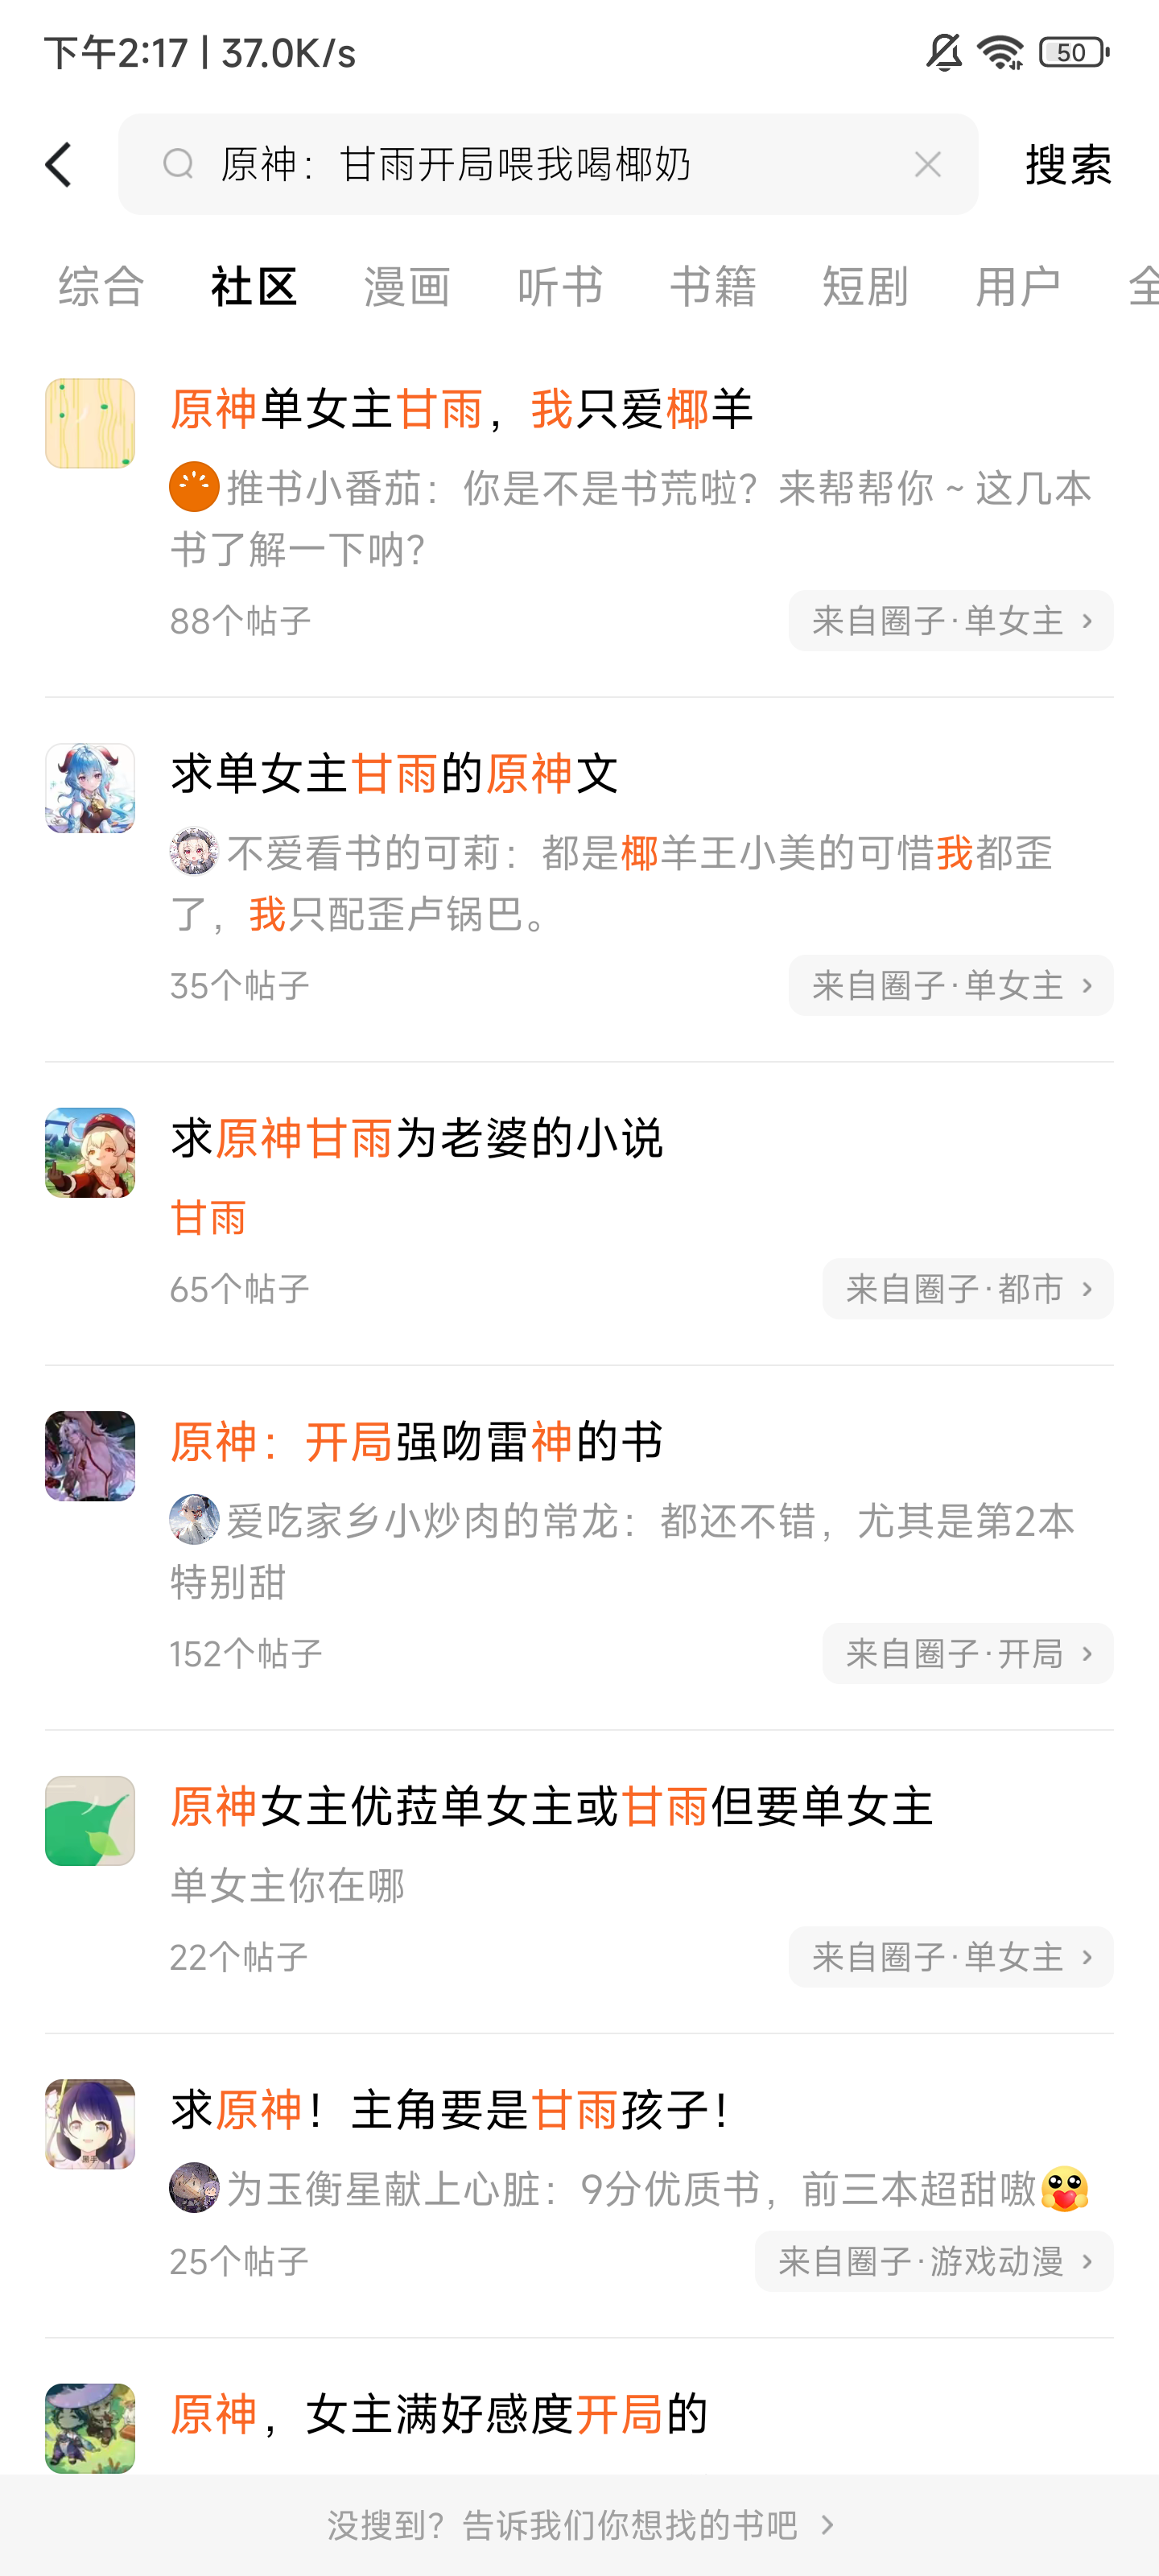 下午2:17 | 37.0K/s
50
原神：甘雨开局喂我喝椰奶
搜索
综合 社区 漫画 听书 书籍 短剧 用户 全
原神单女主甘雨，我只爱椰羊
推书小番茄：你是不是书荒啦？来帮帮你~这几本
书了解一下呐？
88个帖子
来自圈子·单女主
求单女主甘雨的原神文
不爱看书的可莉：都是椰羊王小美的可惜我都歪
了，我只配歪卢锅巴。
35个帖子
来自圈子·单女主
求原神甘雨为老婆的小说
甘雨
65个帖子
来自圈子·都市
原神：开局强吻雷神的书
爱吃家乡小炒肉的常龙：都还不错，尤其是第2本
特别甜
152个帖子
来自圈子·开局
原神女主优菈单女主或甘雨但要单女主
单女主你在哪
22个帖子
来自圈子·单女主
求原神！主角要是甘雨孩子！
为玉衡星献上心脏：9分优质书，前三本超甜嗷🤗
25个帖子
来自圈子·游戏动漫
原神，女主满好感度开局的
没搜到？告诉我们你想找的书吧